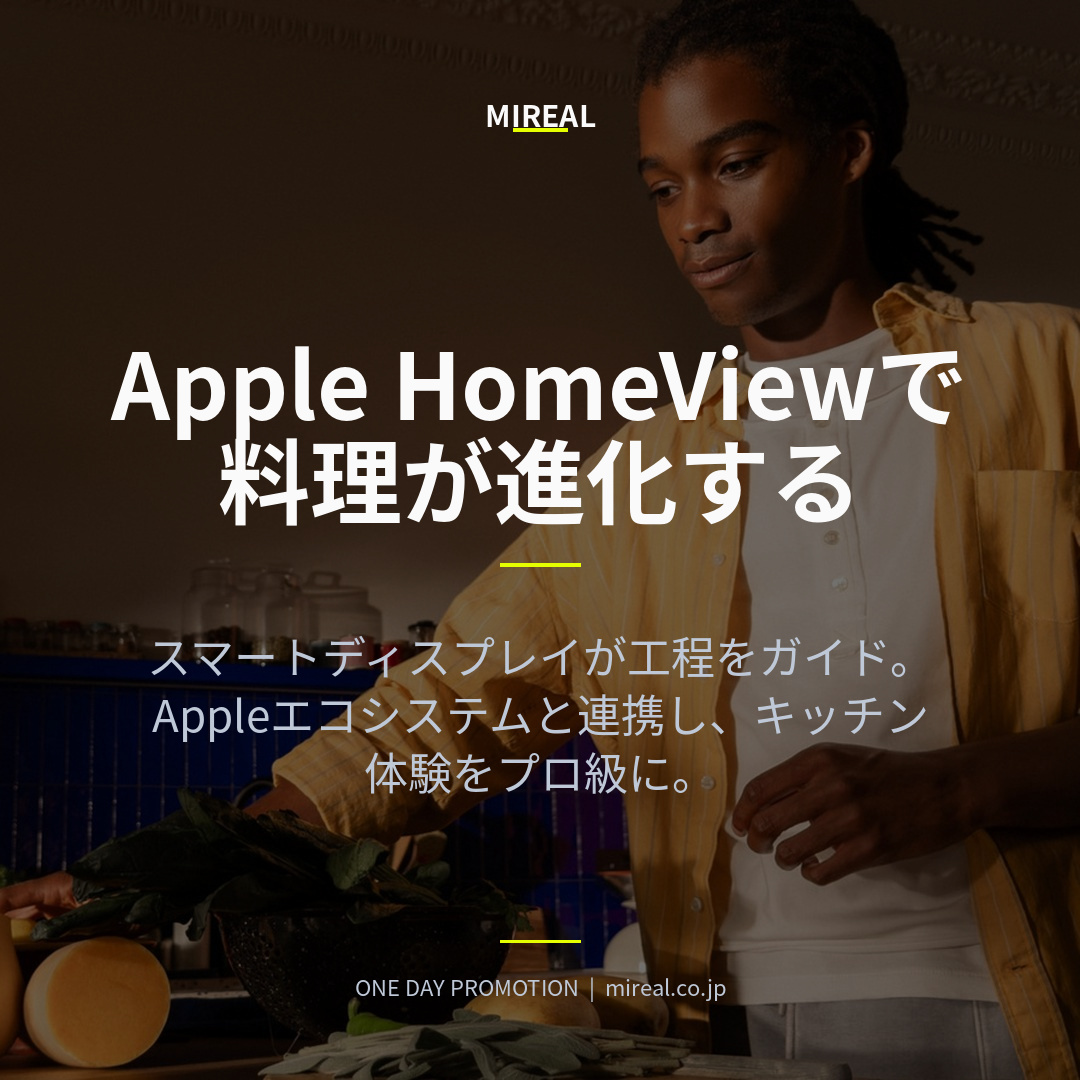 MIREAL
Apple HomeViewで
料理が進化する
スマートディスプレイが工程をガイド。
Appleエコシステムと連携し、キッチン
体験をプロ級に。
ONE DAY PROMOTION | mireal.co.jp